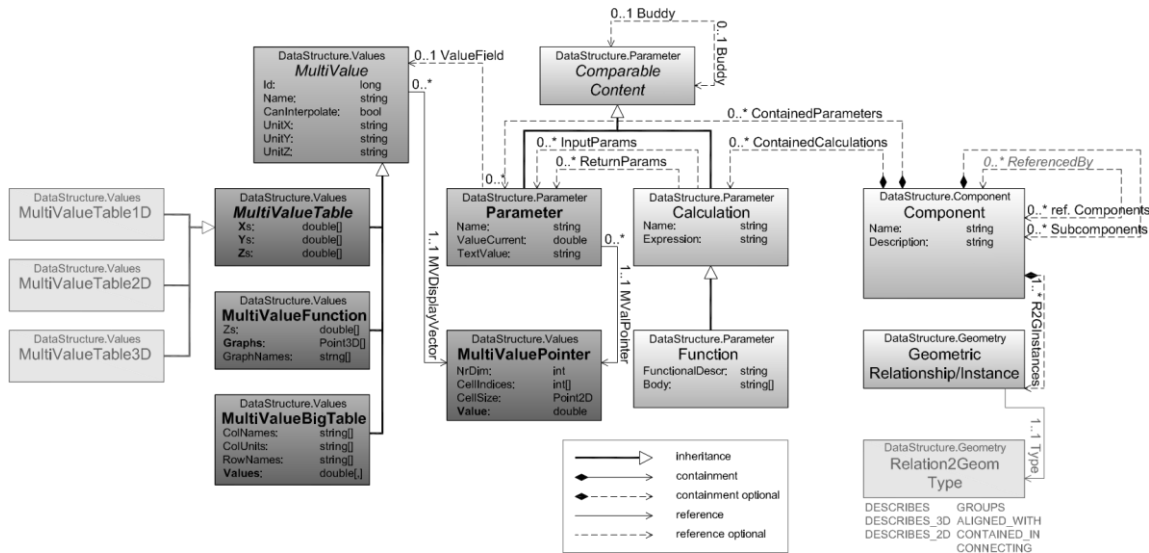 0..1 Buddy
0..1 Buddy
DataStructure.Values
MultiValue
Id: long
Name: string
CanInterpolate: bool
UnitX: string
UnitY: string
UnitZ: string
0..1 ValueField
0..*
DataStructure.Parameter
Comparable
Content
0..* ContainedParameters
0..* InputParams
0..* ContainedCalculations
0..* ReturnParams
0..* ReferencedBy
0..*
DataStructure.Values
MultiValueTable1D
DataStructure.Values
MultiValueTable2D
DataStructure.Values
MultiValueTable3D
DataStructure.Values
MultiValueTable
Xs: double[]
Ys: double[]
Zs: double[]
DataStructure.Values
MultiValueFunction
Zs: double[]
Graphs: Point3D[]
GraphNames: strng[]
DataStructure.Values
MultiValueBigTable
ColNames: string[]
ColUnits: string[]
RowNames: string[]
Values: double[,]
1..1 MVDisplayVector
DataStructure.Parameter
Parameter
Name: string
ValueCurrent: double
TextValue: string
0..*
1..1 MValPointer
DataStructure.Values
MultiValuePointer
NrDim: int
CellIndices: int[]
CellSize: Point2D
Value: double
DataStructure.Parameter
Calculation
Name: string
Expression: string
DataStructure.Parameter
Function
FunctionalDescr: string
Body: string[]
DataStructure.Component
Component
Name: string
Description: string
0..* ref. Components
0..* Subcomponents
1..* R2GInstances
DataStructure.Geometry
Geometric
Relationship/Instance
1..1 Type
DataStructure.Geometry
Relation2Geom
Type
DESCRIBES GROUPS
DESCRIBES_3D ALIGNED_WITH
DESCRIBES_2D CONTAINED_IN
CONNECTING
inheritance
containment
containment optional
reference
reference optional